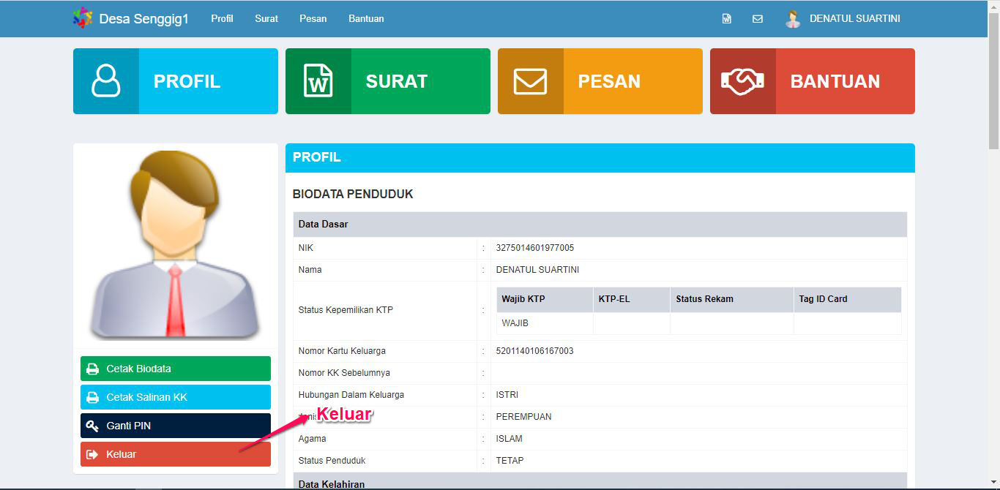 Desa Senggig1 Profil Surat Pesan Bantuan DENATUL SUARTINI
PROFIL SURAT PESAN BANTUAN
PROFIL
BIODATA PENDUDUK
Data Dasar
NIK : 3275014601977005
Nama : DENATUL SUARTINI
Status Kepemilikan KTP :
Wajib KTP KTP-EL Status Rekam Tag ID Card
WAJIB
Nomor Kartu Keluarga : 5201140106167003
Nomor KK Sebelumnya :
Hubungan Dalam Keluarga : ISTRI
: PEREMPUAN
Agama : ISLAM
Status Penduduk : TETAP
Data Kelahiran
Cetak Biodata
Cetak Salinan KK
Ganti PIN
Keluar
Keluar